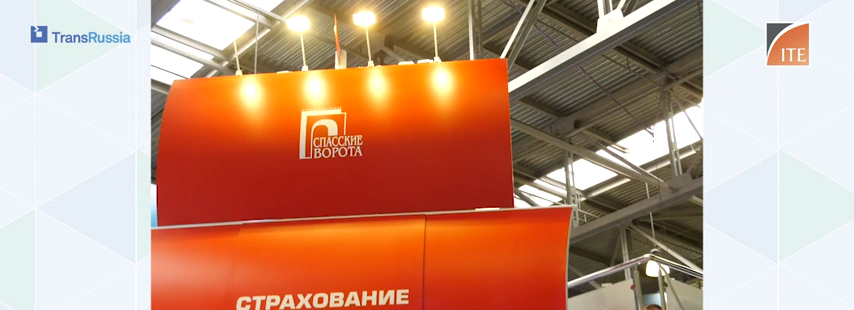 TransRussia
ITE
СПАССКИЕ
ВОРОТА
СТРАХОВАНИЕ